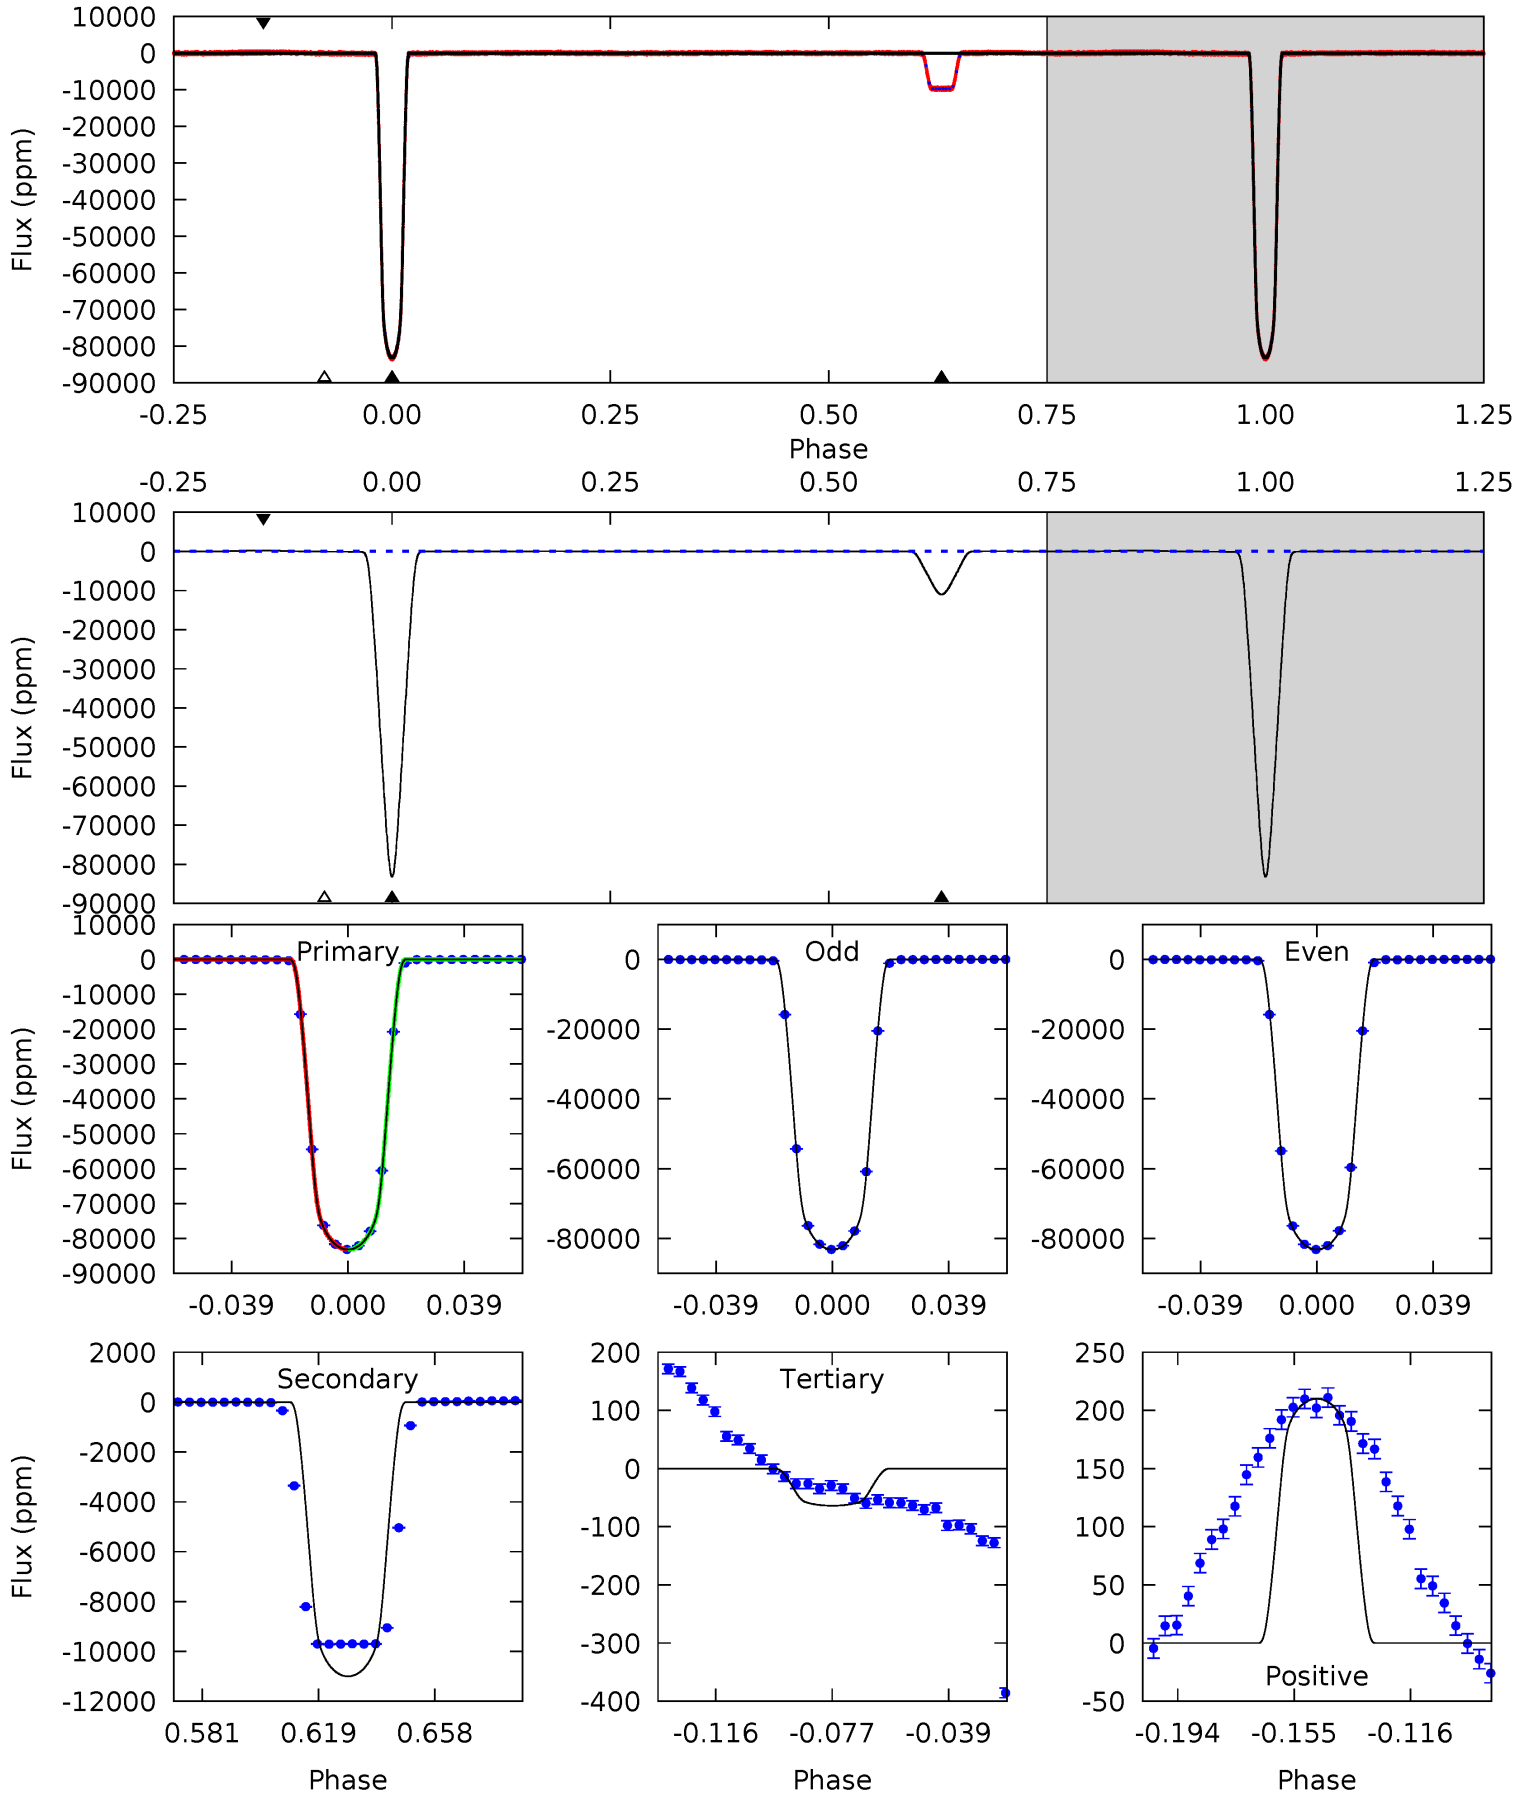 10000
0
-10000
-20000
-30000
-40000
-50000
-60000
-70000
-80000
-90000
Flux (ppm)
-0.25 0.00 0.25 0.50 0.75 1.00 1.25
Phase
-0.25 0.00 0.25 0.50 0.75 1.00 1.25
10000
0
-10000
-20000
-30000
-40000
-50000
-60000
-70000
-80000
-90000
Flux (ppm)
10000
0
-10000
-20000
-30000
-40000
-50000
-60000
-70000
-80000
-90000
Flux (ppm)
Primary
-0.039 0.000 0.039
0
-20000
-40000
-60000
-80000
Odd
-0.039 0.000 0.039
0
-20000
-40000
-60000
-80000
Even
-0.039 0.000 0.039
2000
0
-2000
-4000
-6000
-8000
-10000
-12000
Flux (ppm)
Secondary
0.581 0.619 0.658
Phase
200
100
0
-100
-200
-300
-400
Tertiary
-0.116 -0.077 -0.039
Phase
250
200
150
100
50
0
-50
Positive
-0.194 -0.155 -0.116
Phase